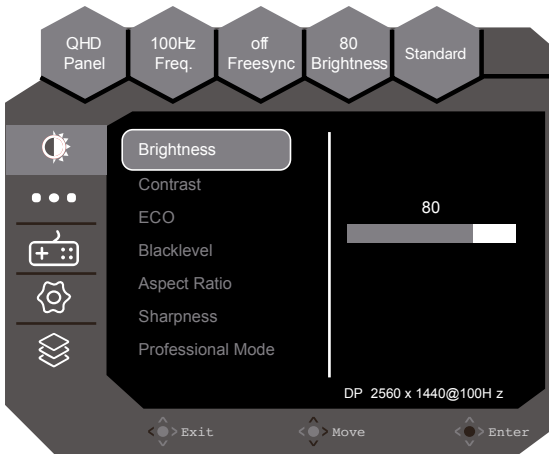 QHD
Panel
100Hz
Freq.
off
Freesync
80
Brightness
Standard
Brightness
Contrast
ECO
Blacklevel
Aspect Ratio
Sharpness
Professional Mode
80
DP 2560 x 1440@100H z
Exit
Move
Enter